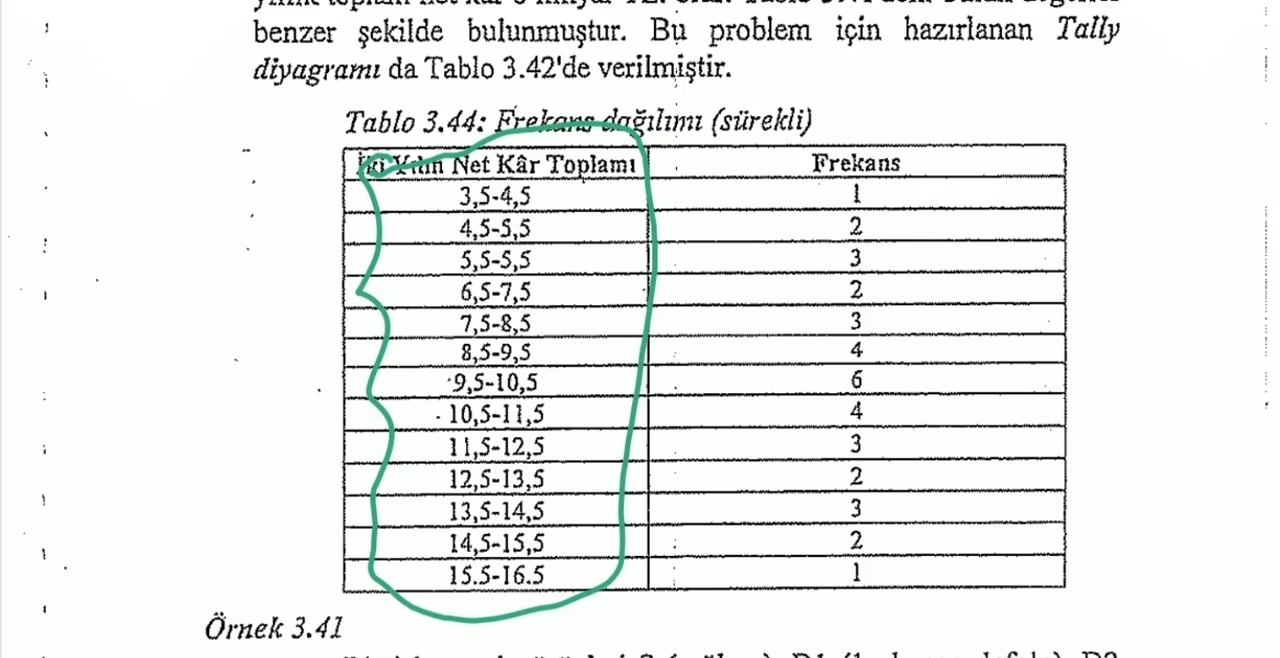 benzer şekilde bulunmuştur. Bu problem için hazırlanan Tally
diyagramı da Tablo 3.42'de verilmiştir.
Tablo 3.44: Frekans dağılımı (sürekli)
İki Yılın Net Kâr Toplamı Frekans
3,5-4,5 1
4,5-5,5 2
5,5-5,5 3
6,5-7,5 2
7,5-8,5 3
8,5-9,5 4
9,5-10,5 6
10,5-11,5 4
11,5-12,5 3
12,5-13,5 2
13,5-14,5 3
14,5-15,5 2
15.5-16.5 1
Örnek 3.41